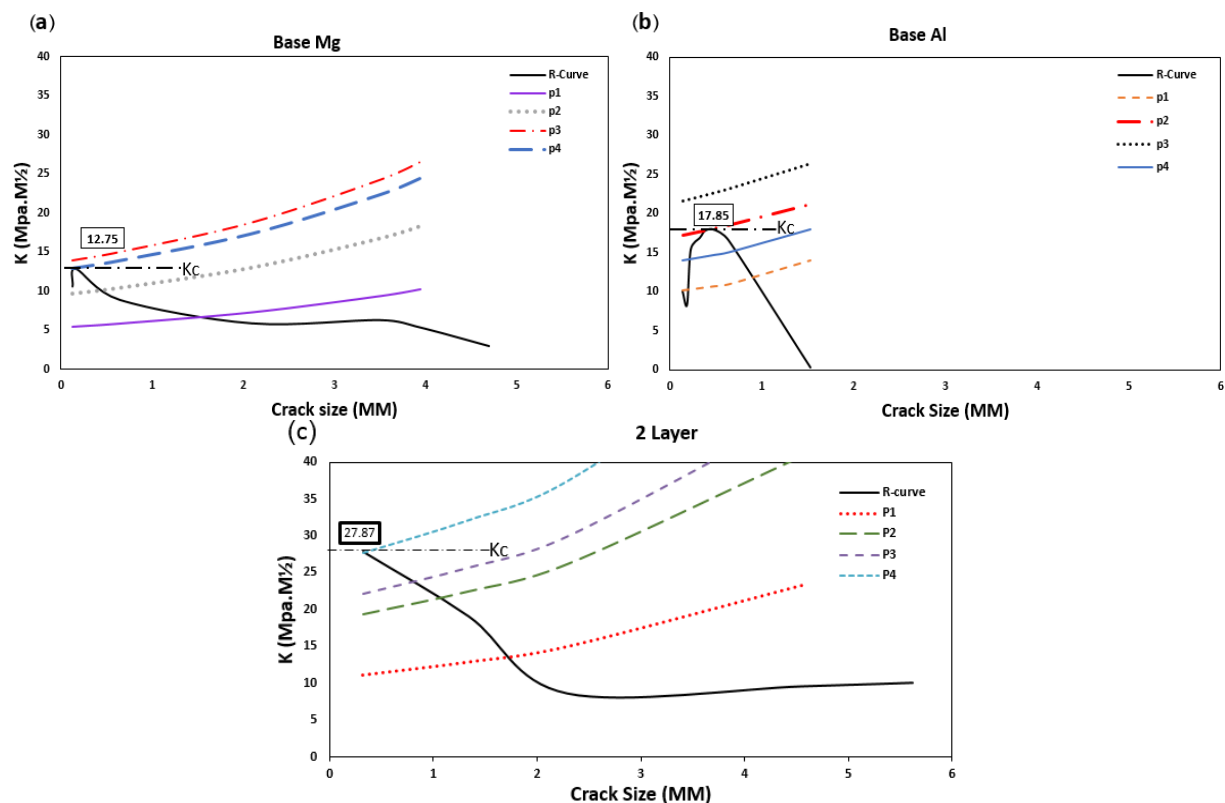 (a)
Base Mg
40
35
30
25
20
15
10
5
0
K (Mpa.M½)
R-Curve
p1
p2
p3
p4
12.75
Kc
0 1 2 3 4 5 6
Crack size (MM)
(b)
Base Al
40
35
30
25
20
15
10
5
0
K (Mpa.M½)
R-Curve
p1
p2
p3
p4
17.85
Kc
0 1 2 3 4 5 6
Crack Size (MM)
(c)
2 Layer
40
35
30
25
20
15
10
5
0
K (Mpa.M½)
R-curve
P1
P2
P3
P4
27.87
Kc
0 1 2 3 4 5 6
Crack Size (MM)